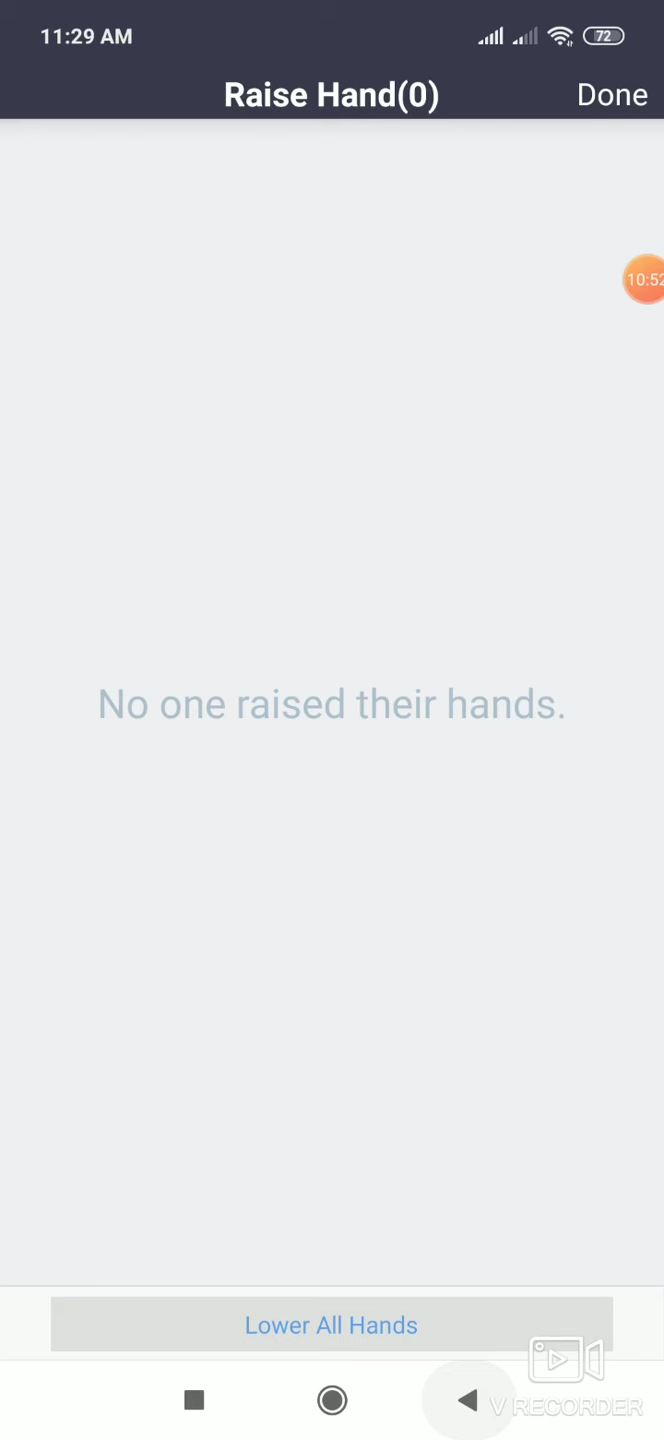 11:29 AM 72
Raise Hand(0) Done
10:52
No one raised their hands.
Lower All Hands
V RECORDER